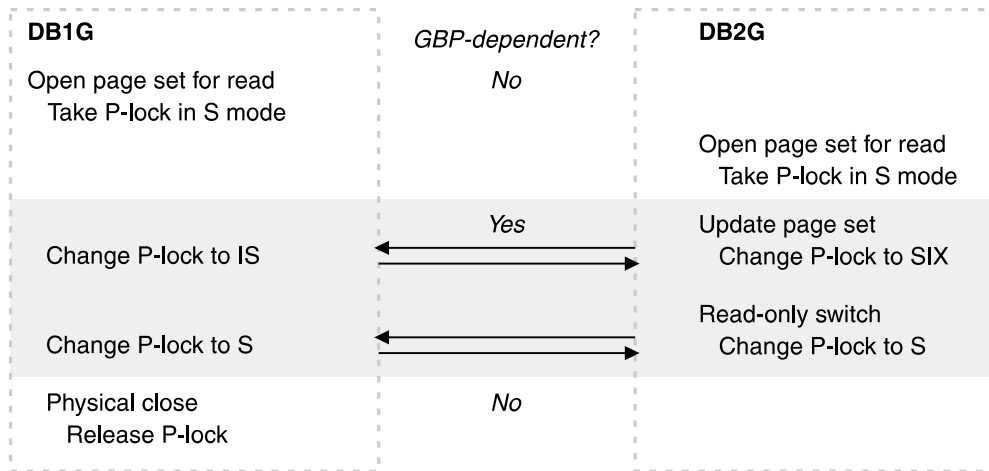 DB1G
GBP-dependent?
DB2G
Open page set for read
Take P-lock in S mode
No
Open page set for read
Take P-lock in S mode
Yes
Update page set
Change P-lock to IS
Change P-lock to SIX
Read-only switch
Change P-lock to S
Change P-lock to S
Physical close
Release P-lock
No